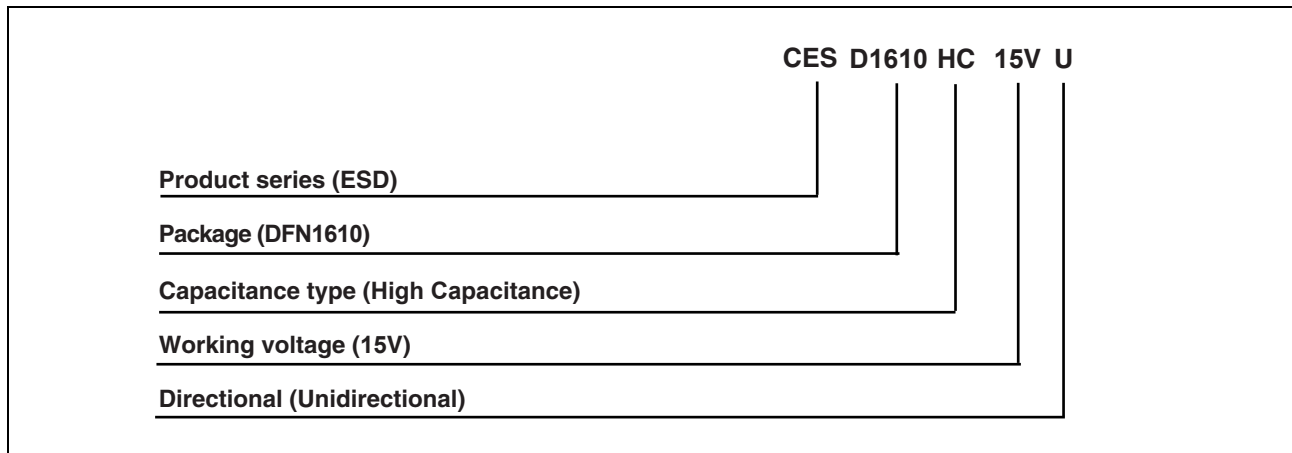 CES D1610 HC 15V U
Product series (ESD)
Package (DFN1610)
Capacitance type (High Capacitance)
Working voltage (15V)
Directional (Unidirectional)